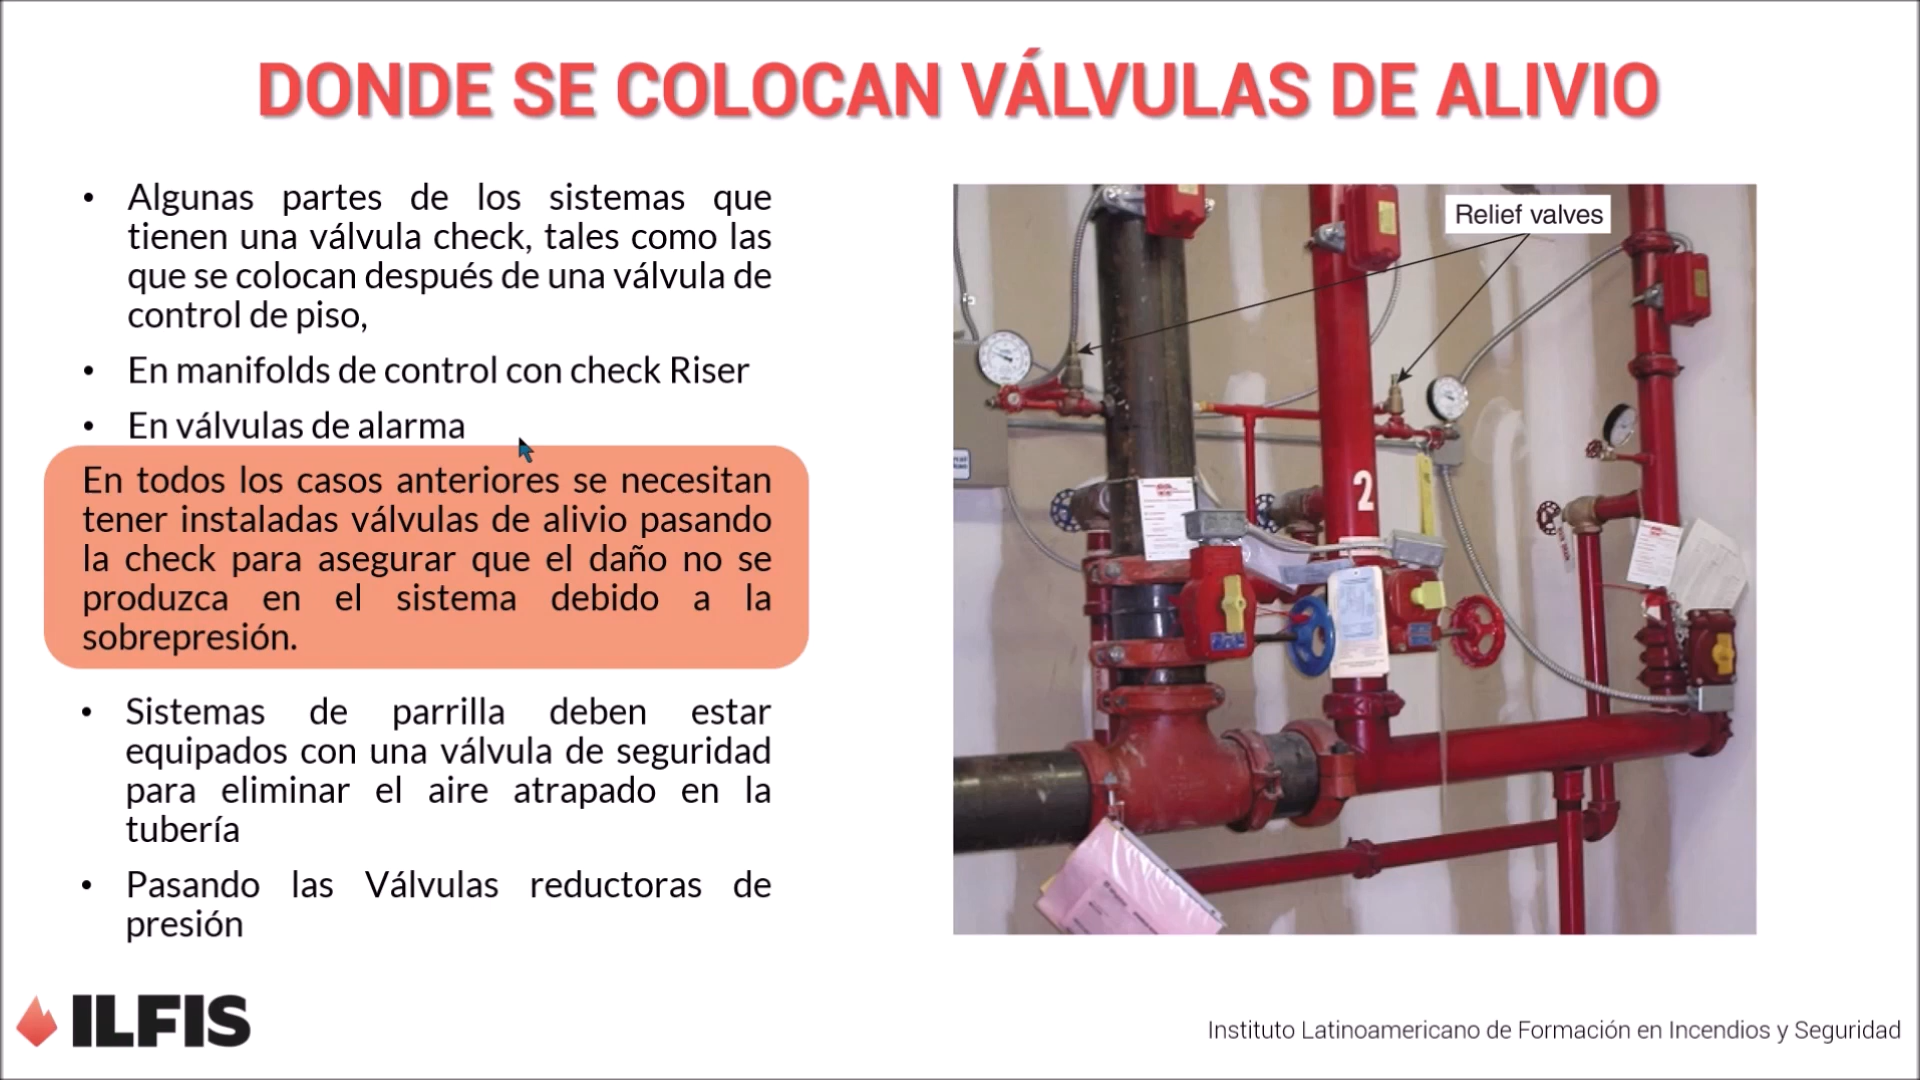 DONDE SE COLOCAN VÁLVULAS DE ALIVIO
• Algunas partes de los sistemas que
tienen una válvula check, tales como las
que se colocan después de una válvula de
control de piso,
• En manifolds de control con check Riser
• En válvulas de alarma
En todos los casos anteriores se necesitan
tener instaladas válvulas de alivio pasando
la check para asegurar que el daño no se
produzca en el sistema debido a la
sobrepresión.
• Sistemas de parrilla deben estar
equipados con una válvula de seguridad
para eliminar el aire atrapado en la
tubería
• Pasando las Válvulas reductoras de
presión
Relief valves
2
ILFIS
Instituto Latinoamericano de Formación en Incendios y Seguridad